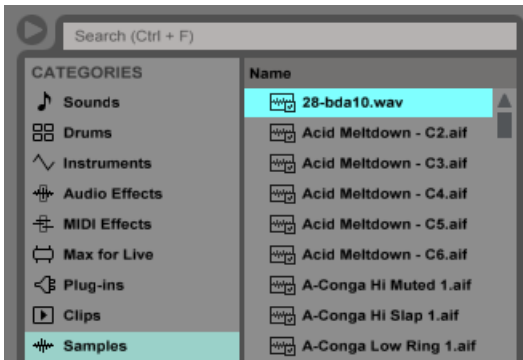 Search (Ctrl + F)
CATEGORIES
Sounds
Drums
Instruments
Audio Effects
MIDI Effects
Max for Live
Plug-ins
Clips
Samples
Name
28-bda10.wav
Acid Meltdown - C2.aif
Acid Meltdown - C3.aif
Acid Meltdown - C4.aif
Acid Meltdown - C5.aif
Acid Meltdown - C6.aif
A-Conga Hi Muted 1.aif
A-Conga Hi Slap 1.aif
A-Conga Low Ring 1.aif